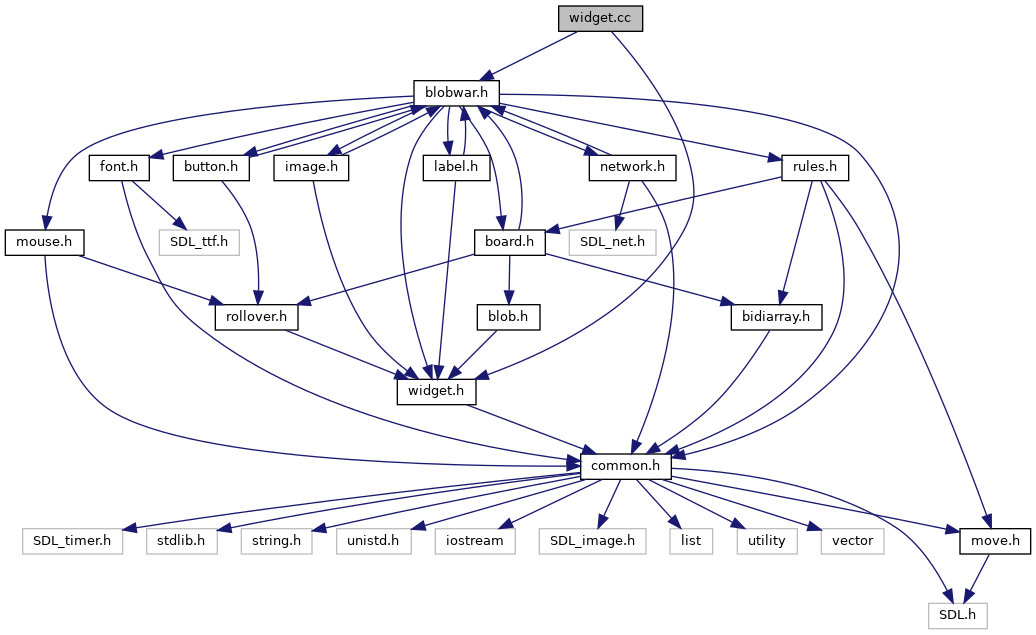 widget.cc
blobwar.h
font.h
button.h
image.h
label.h
network.h
rules.h
mouse.h
SDL_ttf.h
board.h
SDL_net.h
rollover.h
blob.h
bidiarray.h
widget.h
common.h
SDL_timer.h
stdlib.h
string.h
unistd.h
iostream
SDL_image.h
list
utility
vector
move.h
SDL.h